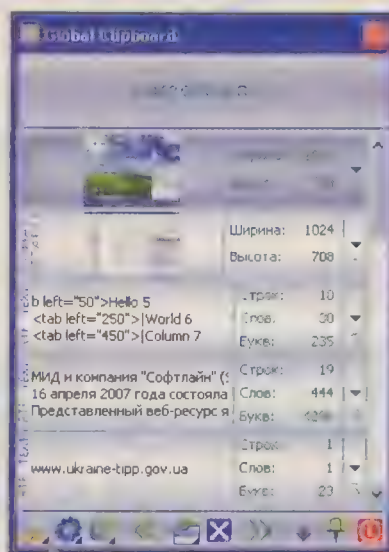 Global Clipboard
Ширина: 1024
Высота: 708
b left="50">Hello 5
<tab left="250">|World 6
<tab left="450">|Column 7
Строк: 10
Слов: 30
Букв: 235
МИД и компания "Софтлайн" (
16 апреля 2007 года состояла
Представленный веб-ресурс я
Строк: 19
Слов: 444
Букв:
www.ukraine-tipp.gov.ua
Строк: 1
Слов: 1
Букв: 23